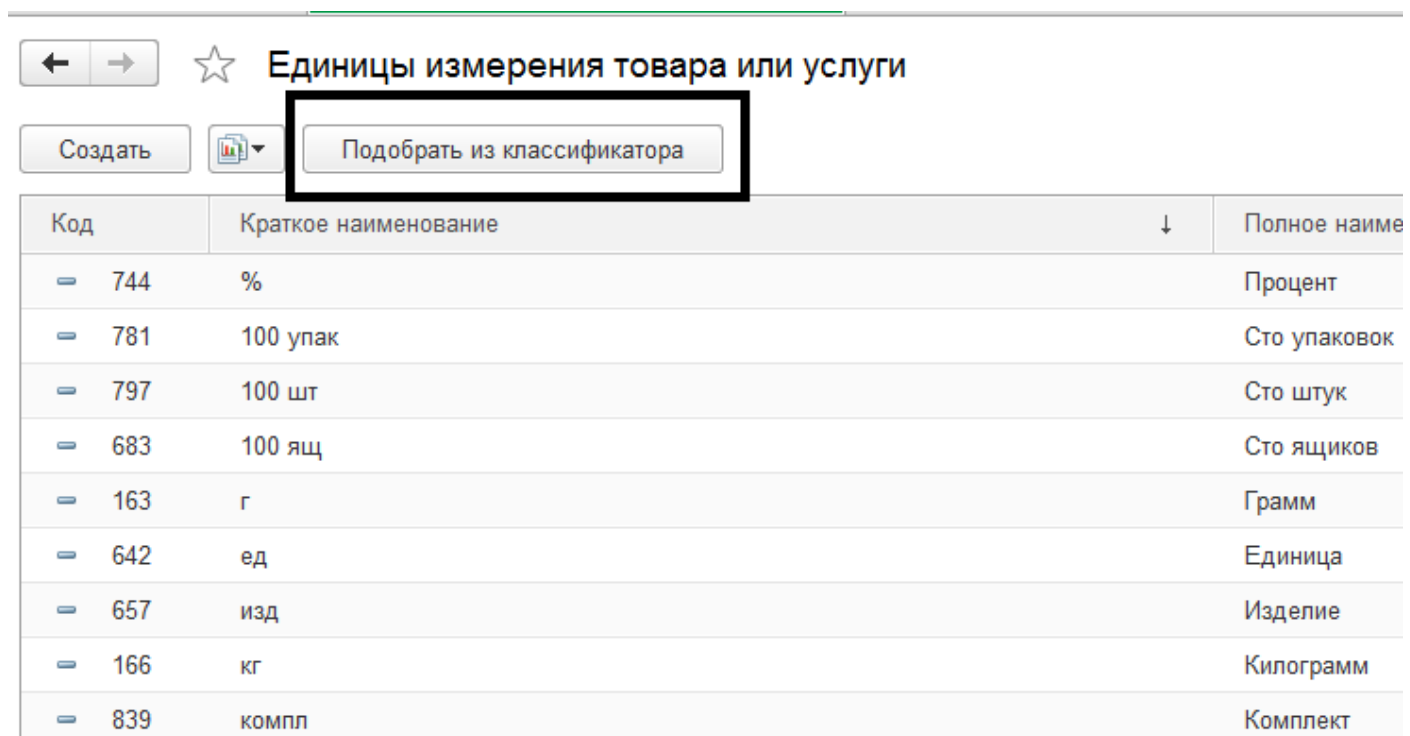 Единицы измерения товара или услуги
Создать Подобрать из классификатора
Код Краткое наименование ↓ Полное наиме
744 % Процент
781 100 упак Сто упаковок
797 100 шт Сто штук
683 100 ящ Сто ящиков
163 г Грамм
642 ед Единица
657 изд Изделие
166 кг Килограмм
839 компл Комплект